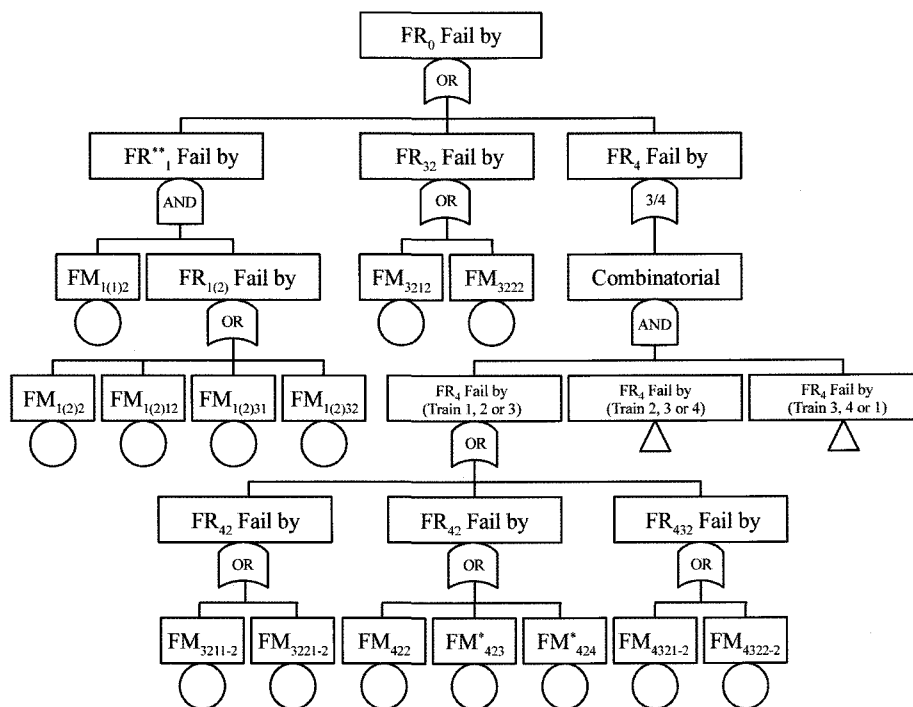 FR₀ Fail by
OR
FR**₁ Fail by
FR₃₂ Fail by
FR₄ Fail by
AND
OR
3/4
FM₁₍₁₎₂
FR₁₍₂₎ Fail by
FM₃₂₁₂
FM₃₂₂₂
Combinatorial
OR
AND
FM₁₍₂₎₂
FM₁₍₂₎₁₂
FM₁₍₂₎₃₁
FM₁₍₂₎₃₂
FR₄ Fail by
(Train 1, 2 or 3)
FR₄ Fail by
(Train 2, 3 or 4)
FR₄ Fail by
(Train 3, 4 or 1)
OR
FR₄₂ Fail by
FR₄₂ Fail by
FR₄₃₂ Fail by
OR
OR
OR
FM₃₂₁₁₋₂
FM₃₂₂₁₋₂
FM₄₂₂
FM*₄₂₃
FM*₄₂₄
FM₄₃₂₁₋₂
FM₄₃₂₂₋₂